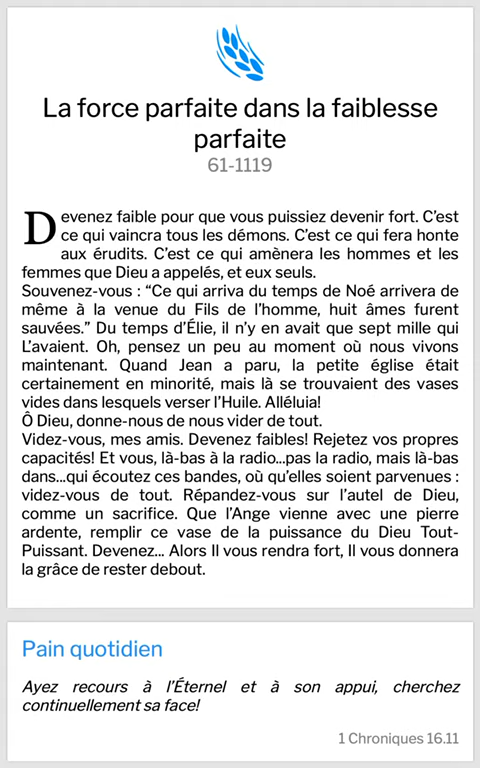 La force parfaite dans la faiblesse
parfaite
61-1119
Devenez faible pour que vous puissiez devenir fort. C’est
ce qui vaincra tous les démons. C’est ce qui fera honte
aux érudits. C’est ce qui amènera les hommes et les
femmes que Dieu a appelés, et eux seuls.
Souvenez-vous : “Ce qui arriva du temps de Noé arrivera de
même à la venue du Fils de l’homme, huit âmes furent
sauvées.” Du temps d’Élie, il n’y en avait que sept mille qui
L’avaient. Oh, pensez un peu au moment où nous vivons
maintenant. Quand Jean a paru, la petite église était
certainement en minorité, mais là se trouvaient des vases
vides dans lesquels verser l’Huile. Alléluia!
Ô Dieu, donne-nous de nous vider de tout.
Videz-vous, mes amis. Devenez faibles! Rejetez vos propres
capacités! Et vous, là-bas à la radio...pas la radio, mais là-bas
dans...qui écoutez ces bandes, où qu’elles soient parvenues :
videz-vous de tout. Répandez-vous sur l’autel de Dieu,
comme un sacrifice. Que l’Ange vienne avec une pierre
ardente, remplir ce vase de la puissance du Dieu Tout-
Puissant. Devenez... Alors Il vous rendra fort, Il vous donnera
la grâce de rester debout.
Pain quotidien
Ayez recours à l’Éternel et à son appui, cherchez
continuellement sa face!
1 Chroniques 16.11